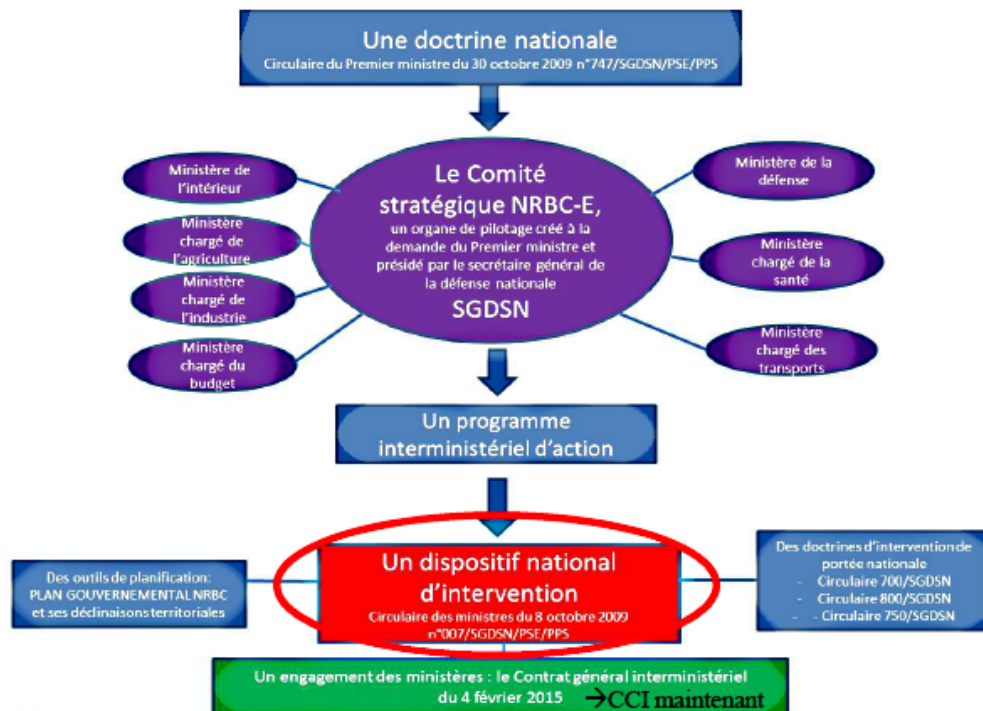 Une doctrine nationale
Circulaire du Premier ministre du 30 octobre 2009 n°747/SGDSN/PSE/PPS
Ministère de
l'intérieur
Ministère
chargé de
l'agriculture
Ministère
chargé de
l'industrie
Ministère
chargé du
budget
Le Comité
stratégique NRBC-E,
un organe de pilotage créé à la
demande du Premier ministre et
présidé par le secrétaire général de
la défense nationale
SGDSN
Ministère de la
défense
Ministère
chargé de la
santé
Ministère
chargé des
transports
Un programme
interministériel d'action
Des outils de planification:
PLAN GOUVERNEMENTAL NRBC
et ses déclinaisons territoriales
Un dispositif national
d'intervention
Circulaire des ministres du 8 octobre 2009
n°007/SGDSN/PSE/PPS
Des doctrines d'intervention de
portée nationale
- Circulaire 700/SGDSN
- Circulaire 800/SGDSN
- - Circulaire 750/SGDSN
Un engagement des ministères : le Contrat général interministériel
du 4 février 2015 →CCI maintenant